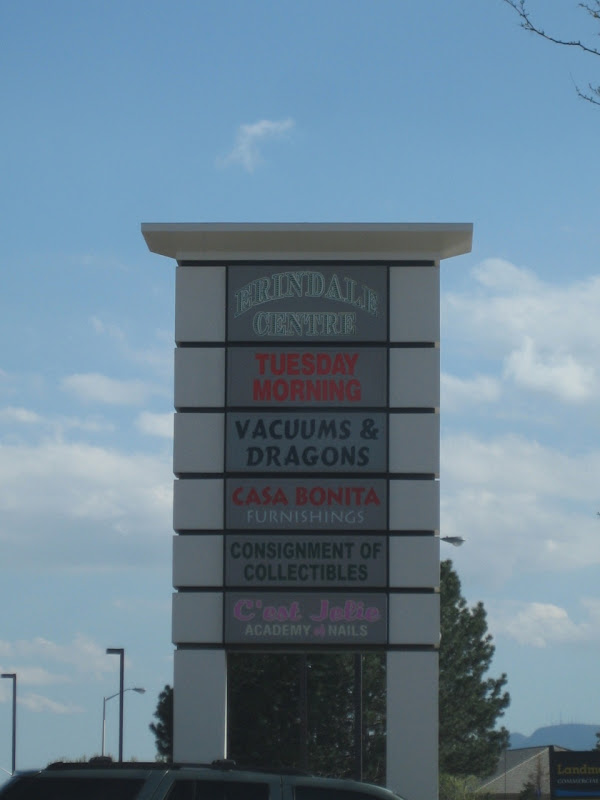 ERINDALE
CENTRE
TUESDAY
MORNING
VACUUMS &
DRAGONS
CASA BONITA
FURNISHINGS
CONSIGNMENT OF
COLLECTIBLES
C'est Jolie
ACADEMY of NAILS